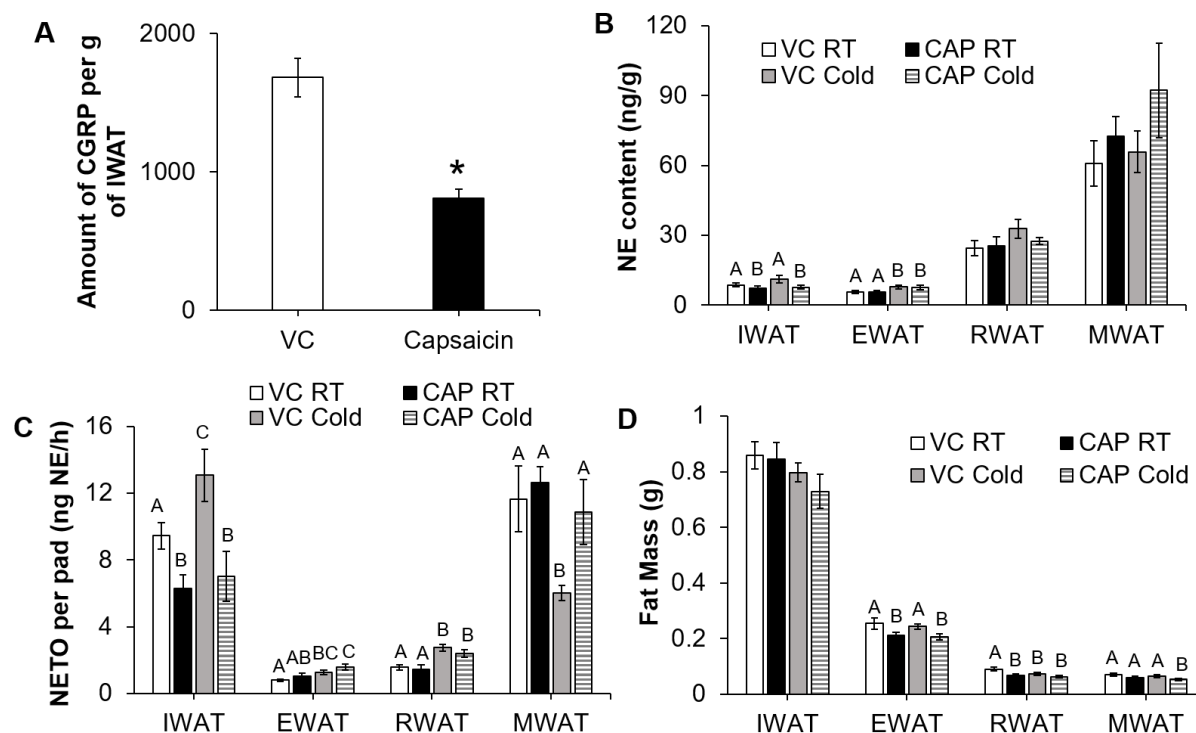 A
Amount of CGRP per g
of IWAT
2000
1000
0
*
VC
Capsaicin
B
NE content (ng/g)
120
90
60
30
0
VC RT
CAP RT
VC Cold
CAP Cold
A B A B
A A B B
IWAT
EWAT
RWAT
MWAT
C
NETO per pad (ng NE/h)
16
12
8
4
0
VC RT
CAP RT
VC Cold
CAP Cold
A B C B
A AB BC C
A A B B
A A B A
IWAT
EWAT
RWAT
MWAT
D
Fat Mass (g)
1
0.8
0.6
0.4
0.2
0
VC RT
CAP RT
VC Cold
CAP Cold
A B A B
A B B B
A A A B
IWAT
EWAT
RWAT
MWAT